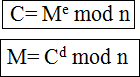 C= Mᵉ mod n
M= Cᵈ mod n